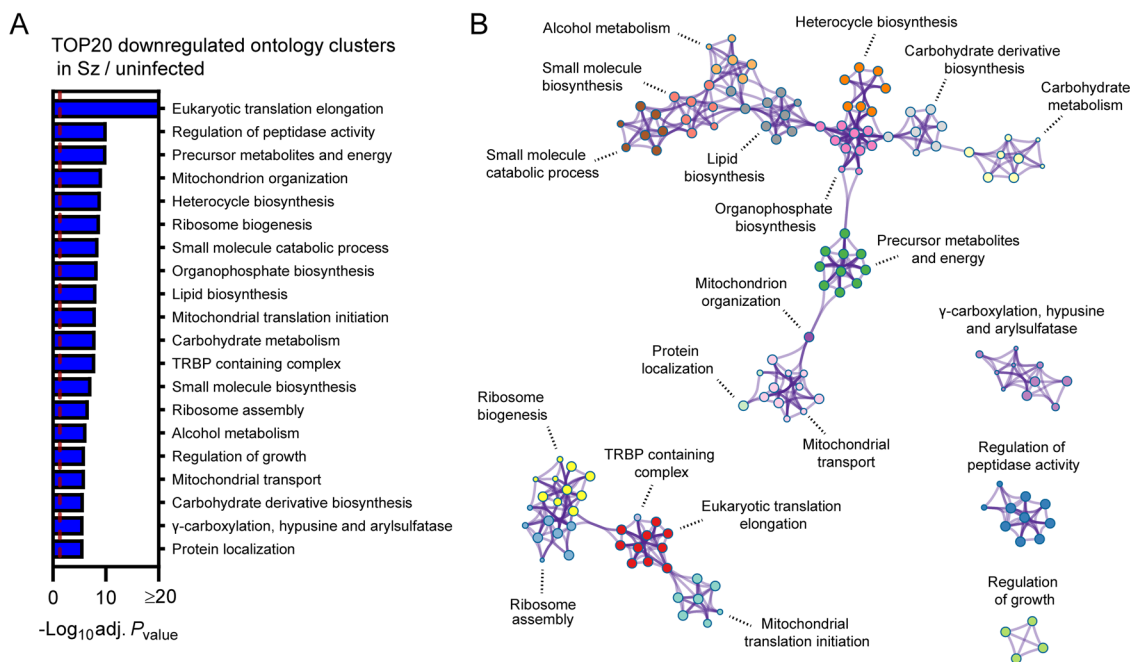 A
TOP20 downregulated ontology clusters
in Sz / uninfected
Eukaryotic translation elongation
Regulation of peptidase activity
Precursor metabolites and energy
Mitochondrion organization
Heterocycle biosynthesis
Ribosome biogenesis
Small molecule catabolic process
Organophosphate biosynthesis
Lipid biosynthesis
Mitochondrial translation initiation
Carbohydrate metabolism
TRBP containing complex
Small molecule biosynthesis
Ribosome assembly
Alcohol metabolism
Regulation of growth
Mitochondrial transport
Carbohydrate derivative biosynthesis
γ-carboxylation, hypusine and arylsulfatase
Protein localization
0 10 ≥20
-Log10adj. Pvalue
B
Alcohol metabolism
Heterocycle biosynthesis
Small molecule
biosynthesis
Carbohydrate derivative
biosynthesis
Carbohydrate
metabolism
Small molecule
catabolic process
Lipid
biosynthesis
Organophosphate
biosynthesis
Precursor metabolites
and energy
Mitochondrion
organization
γ-carboxylation, hypusine
and arylsulfatase
Protein
localization
Mitochondrial
transport
Ribosome
biogenesis
TRBP containing
complex
Regulation of
peptidase activity
Eukaryotic translation
elongation
Ribosome
assembly
Mitochondrial
translation initiation
Regulation
of growth